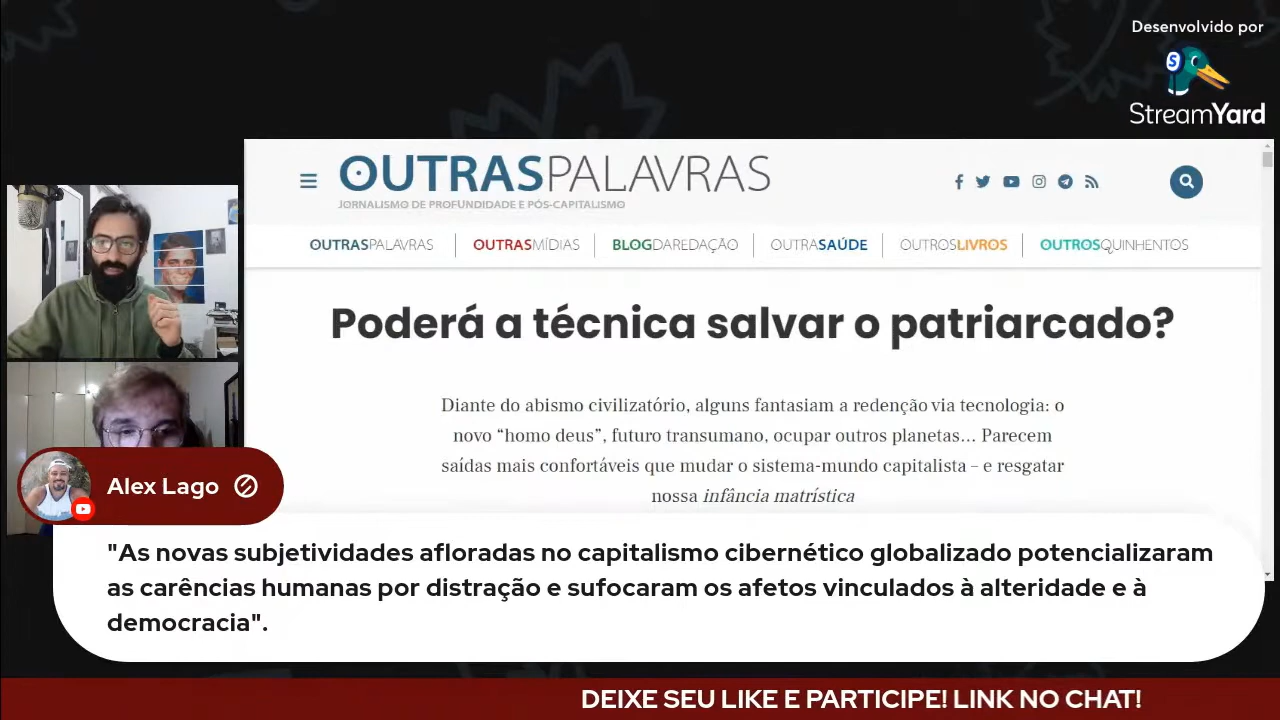 Desenvolvido por
StreamYard
OUTRASPALAVRAS
JORNALISMO DE PROFUNDIDADE E PÓS-CAPITALISMO
OUTRASPALAVRAS
OUTRASMÍDIAS
BLOGDAREDAÇÃO
OUTRASAÚDE
OUTROSLIVROS
OUTROSQUINHENTOS
Poderá a técnica salvar o patriarcado?
Diante do abismo civilizatório, alguns fantasiam a redenção via tecnologia: o
novo “homo deus”, futuro transumano, ocupar outros planetas… Parecem
saídas mais confortáveis que mudar o sistema-mundo capitalista – e resgatar
nossa infância matrística
Alex Lago
"As novas subjetividades afloradas no capitalismo cibernético globalizado potencializaram
as carências humanas por distração e sufocaram os afetos vinculados à alteridade e à
democracia".
DEIXE SEU LIKE E PARTICIPE! LINK NO CHAT!